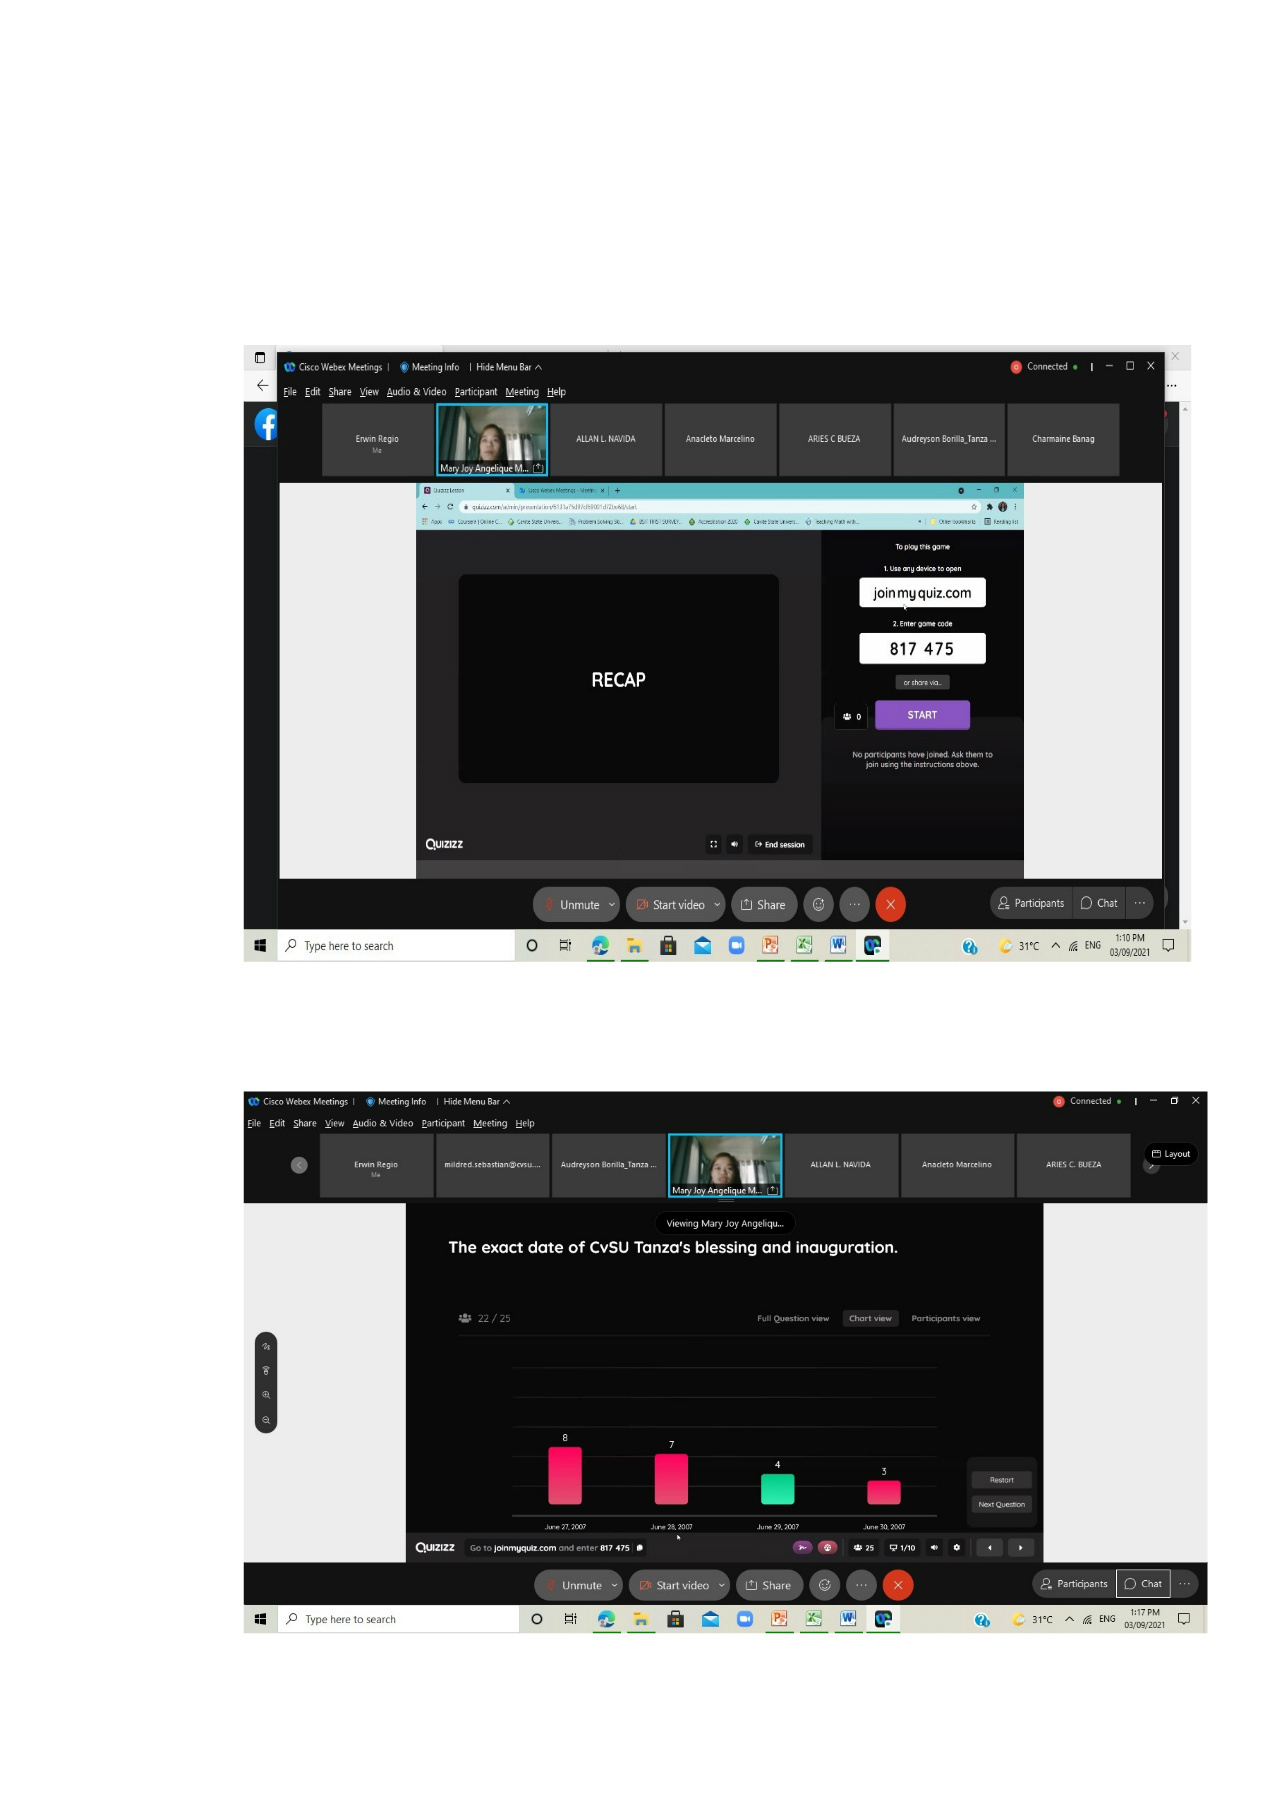 Cisco Webex Meetings | Meeting Info | Hide Menu Bar
Connected
File Edit Share View Audio & Video Participant Meeting Help
Erwin Regio
Me
Mary Joy Angelique M...
ALLAN L. NAVIDA
Anacleto Marcelino
ARIES C BUEZA
Audreyson Borilla_Tanza ...
Charmaine Banag
Quizizz Lesson
Cisco Webex Meetings - Meetin...
Other bookmarks Reading list
To play this game
1. Use any device to open
joinmyquiz.com
2. Enter game code
817 475
or share via..
0 START
No participants have joined. Ask them to
join using the instructions above.
RECAP
Quizizz
End session
Unmute Start video Share
Participants Chat ...
Type here to search
31°C ENG
1:10 PM
03/09/2021
Cisco Webex Meetings | Meeting Info | Hide Menu Bar
Connected
File Edit Share View Audio & Video Participant Meeting Help
Erwin Regio
Me
mildred.sebastian@cvsu....
Audreyson Borilla_Tanza ...
Mary Joy Angelique M...
ALLAN L. NAVIDA
Anacleto Marcelino
ARIES C. BUEZA
Layout
Viewing Mary Joy Angeliqu...
The exact date of CvSU Tanza's blessing and inauguration.
22 / 25
Full Question view Chart view Participants view
8
7
4
3
June 27, 2007 June 28, 2007 June 29, 2007 June 30, 2007
Restart
Next Question
Quizizz Go to joinmyquiz.com and enter 817 475
25 1/10
Unmute Start video Share
Participants Chat ...
Type here to search
31°C ENG
1:17 PM
03/09/2021